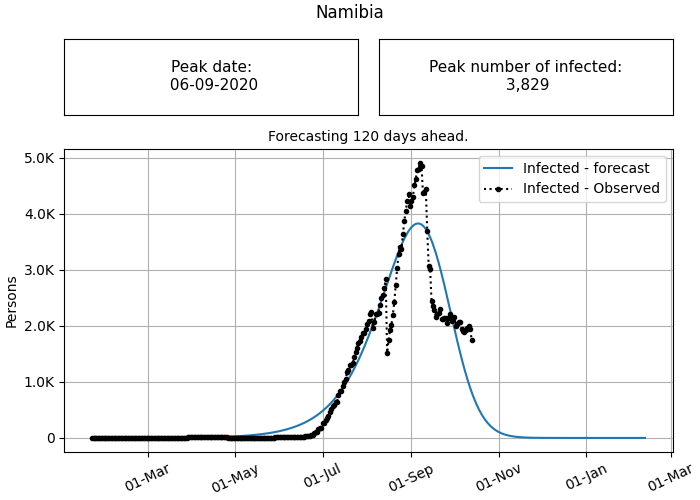 Namibia
Peak date:
06-09-2020
Peak number of infected:
3,829
Forecasting 120 days ahead.
Infected - forecast
Infected - Observed
Persons
5.0K
4.0K
3.0K
2.0K
1.0K
0
01-Mar
01-May
01-Jul
01-Sep
01-Nov
01-Jan
01-Mar